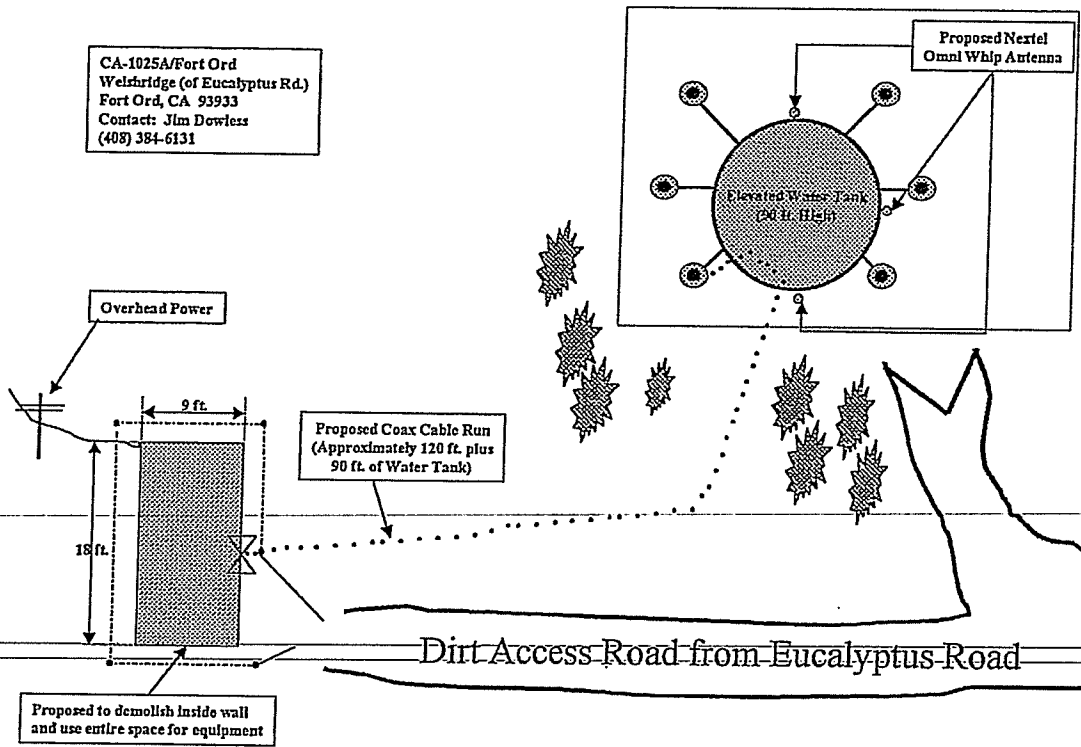 CA-1025A/Fort Ord
Welshridge (of Eucalyptus Rd.)
Fort Ord, CA 93933
Contact: Jim Dowless
(408) 384-6131
Proposed Nextel
Omni Whip Antenna
Elevated Water Tank
(90 ft. High)
Overhead Power
9 ft.
Proposed Coax Cable Run
(Approximately 120 ft. plus
90 ft. of Water Tank)
18 ft.
Dirt Access Road from Eucalyptus Road
Proposed to demolish inside wall
and use entire space for equipment